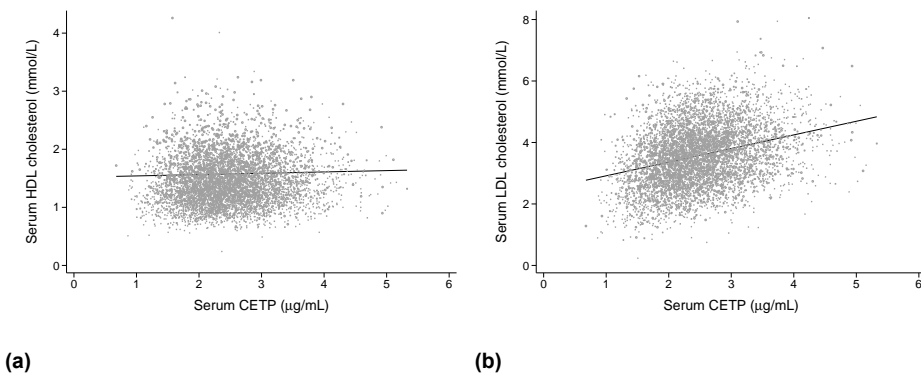 Serum HDL cholesterol (mmol/L)
4
3
2
1
0
0 1 2 3 4 5 6
Serum CETP (μg/mL)
(a)
Serum LDL cholesterol (mmol/L)
8
6
4
2
0
0 1 2 3 4 5 6
Serum CETP (μg/mL)
(b)